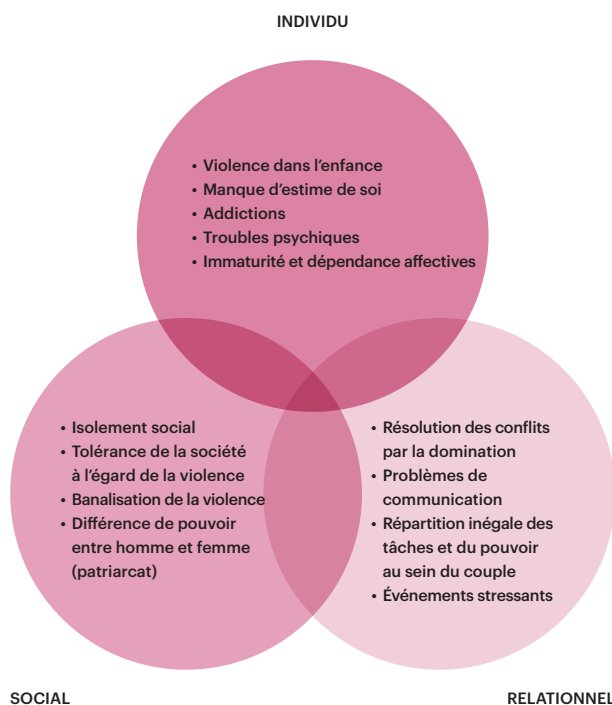 INDIVIDU
• Violence dans l'enfance
• Manque d'estime de soi
• Addictions
• Troubles psychiques
• Immaturité et dépendance affectives
• Isolement social
• Tolérance de la société
à l'égard de la violence
• Banalisation de la violence
• Différence de pouvoir
entre homme et femme
(patriarcat)
• Résolution des conflits
par la domination
• Problèmes de
communication
• Répartition inégale des
tâches et du pouvoir
au sein du couple
• Événements stressants
SOCIAL
RELATIONNEL